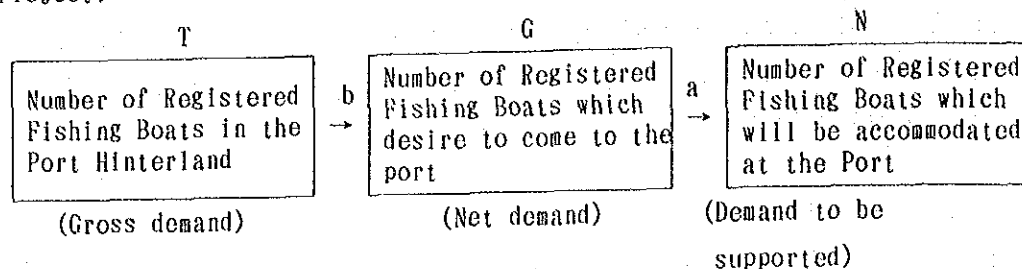 T
Number of Registered
Fishing Boats in the
Port Hinterland
(Gross demand)
b
→
G
Number of Registered
Fishing Boats which
desire to come to the
port
(Net demand)
a
→
N
Number of Registered
Fishing Boats which
will be accommodated
at the Port
(Demand to be
supported)